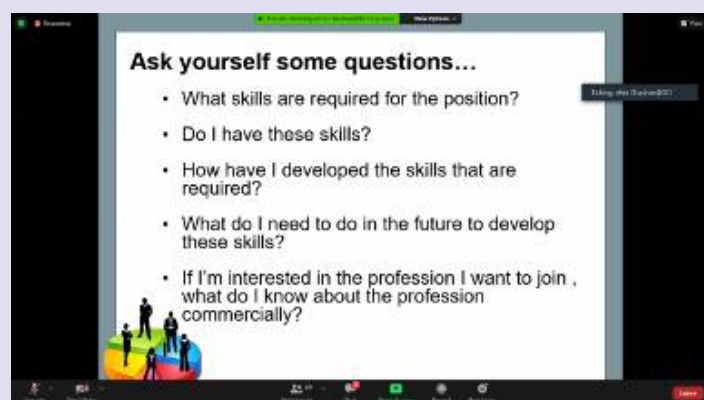 Ask yourself some questions...
• What skills are required for the position?
• Do I have these skills?
• How have I developed the skills that are
required?
• What do I need to do in the future to develop
these skills?
• If I'm interested in the profession I want to join ,
what do I know about the profession
commercially?
Leave